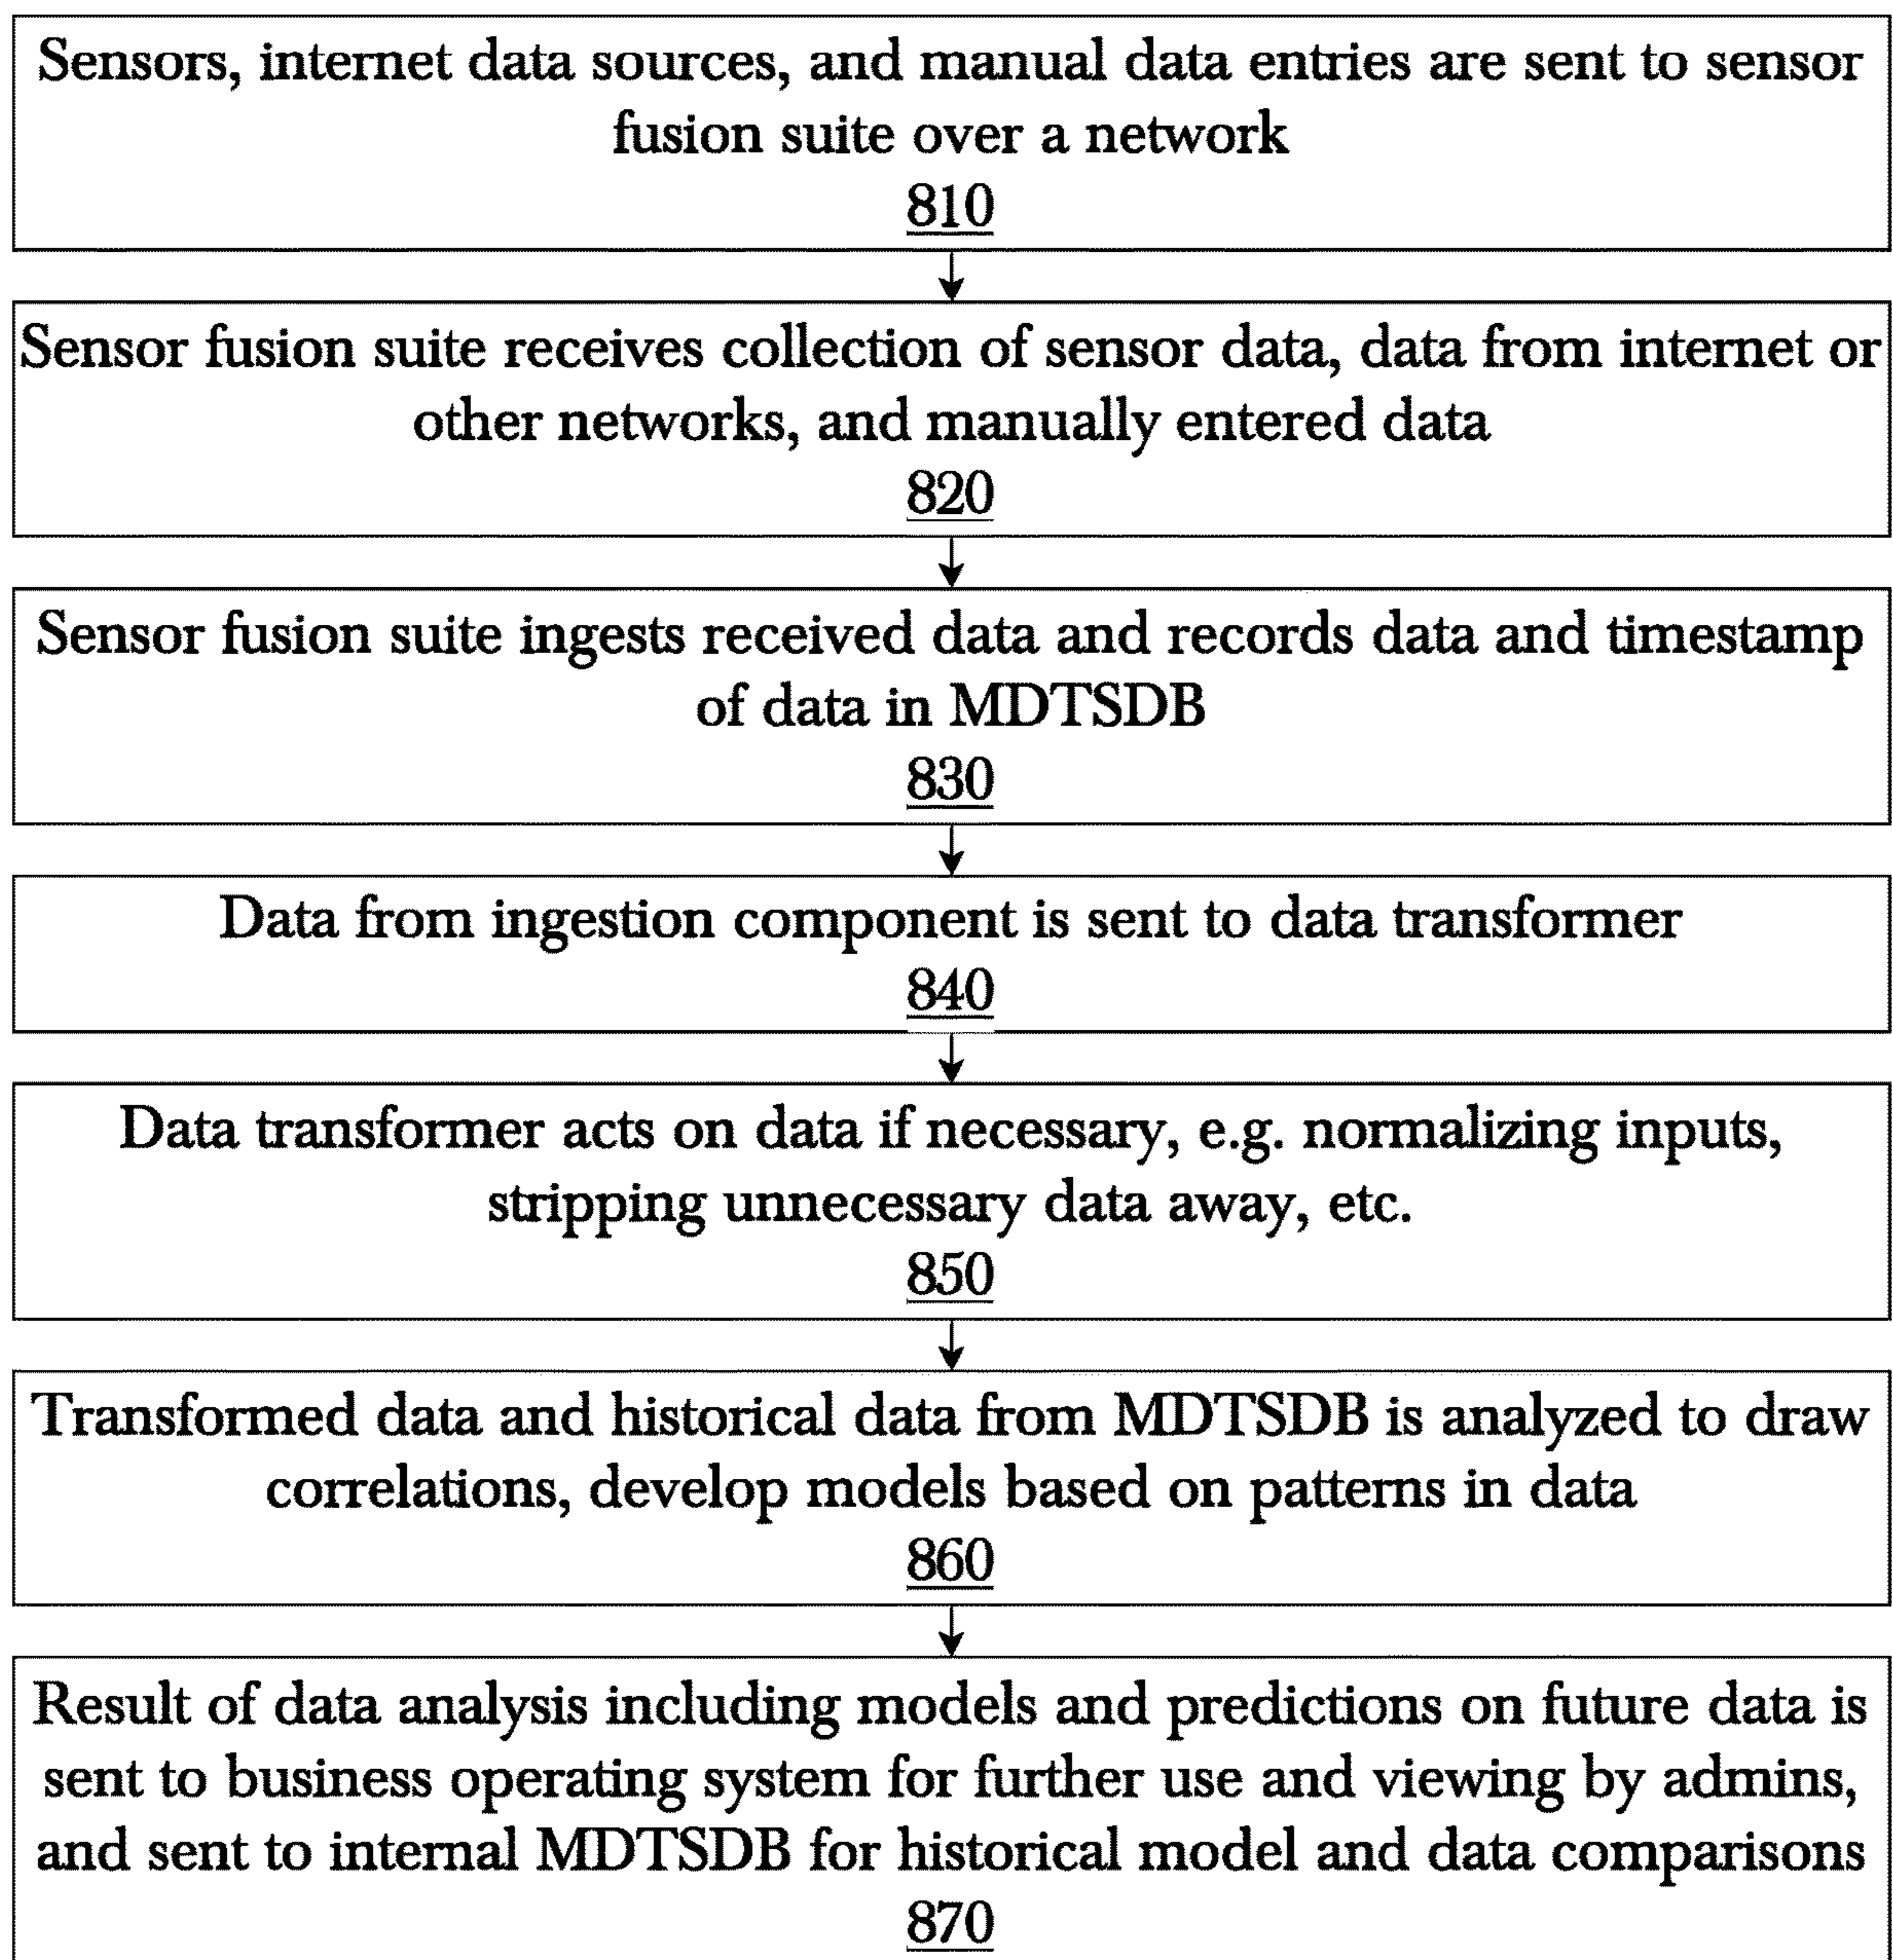 Sensors, internet data sources, and manual data entries are sent to sensor
fusion suite over a network
810
Sensor fusion suite receives collection of sensor data, data from internet or
other networks, and manually entered data
820
Sensor fusion suite ingests received data and records data and timestamp
of data in MDTSDB
830
Data from ingestion component is sent to data transformer
840
Data transformer acts on data if necessary, e.g. normalizing inputs,
stripping unnecessary data away, etc.
850
Transformed data and historical data from MDTSDB is analyzed to draw
correlations, develop models based on patterns in data
860
Result of data analysis including models and predictions on future data is
sent to business operating system for further use and viewing by admins,
and sent to internal MDTSDB for historical model and data comparisons
870